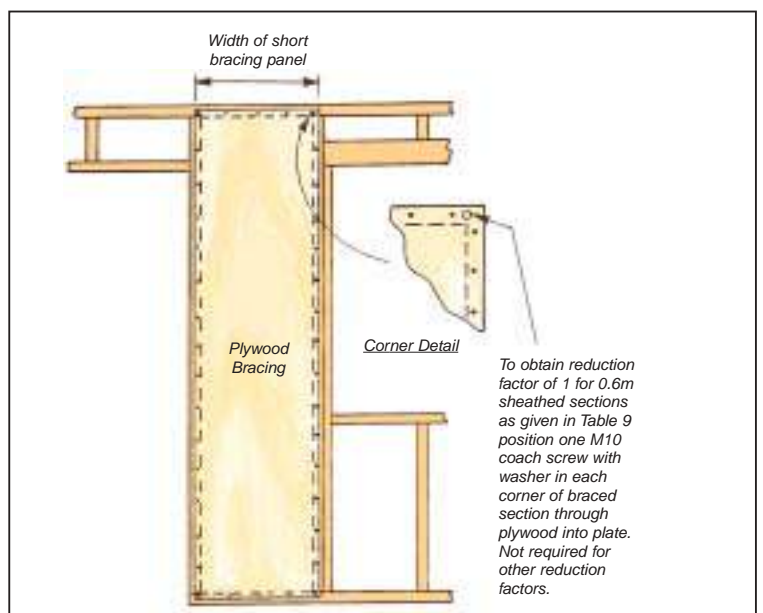 Width of short
bracing panel
Plywood
Bracing
Corner Detail
To obtain reduction
factor of 1 for 0.6m
sheathed sections
as given in Table 9
position one M10
coach screw with
washer in each
corner of braced
section through
plywood into plate.
Not required for
other reduction
factors.